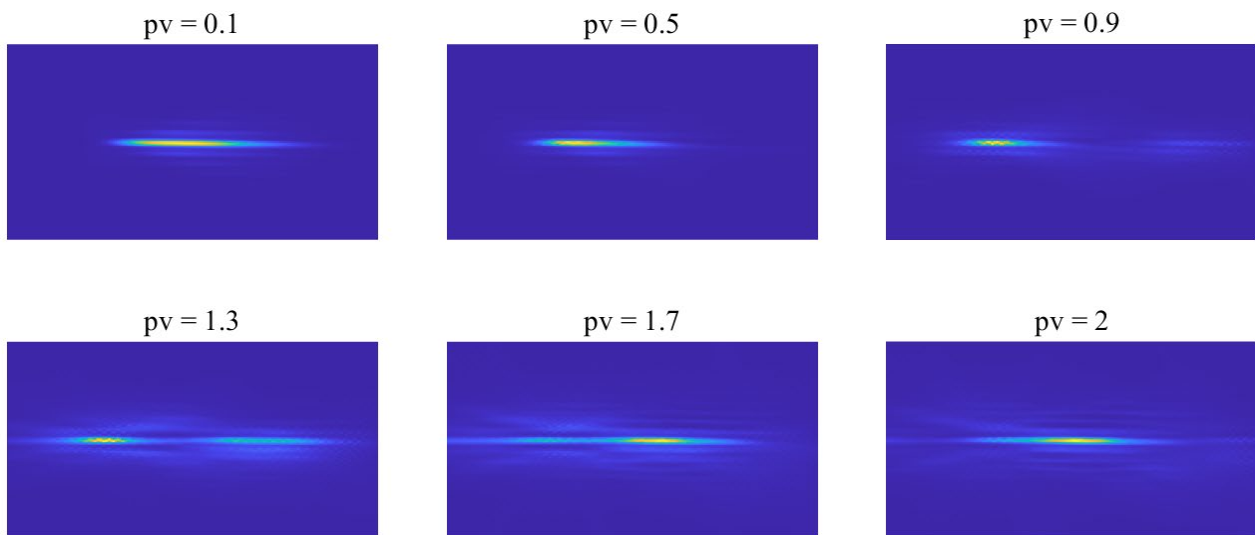 pv = 0.1
pv = 0.5
pv = 0.9
pv = 1.3
pv = 1.7
pv = 2